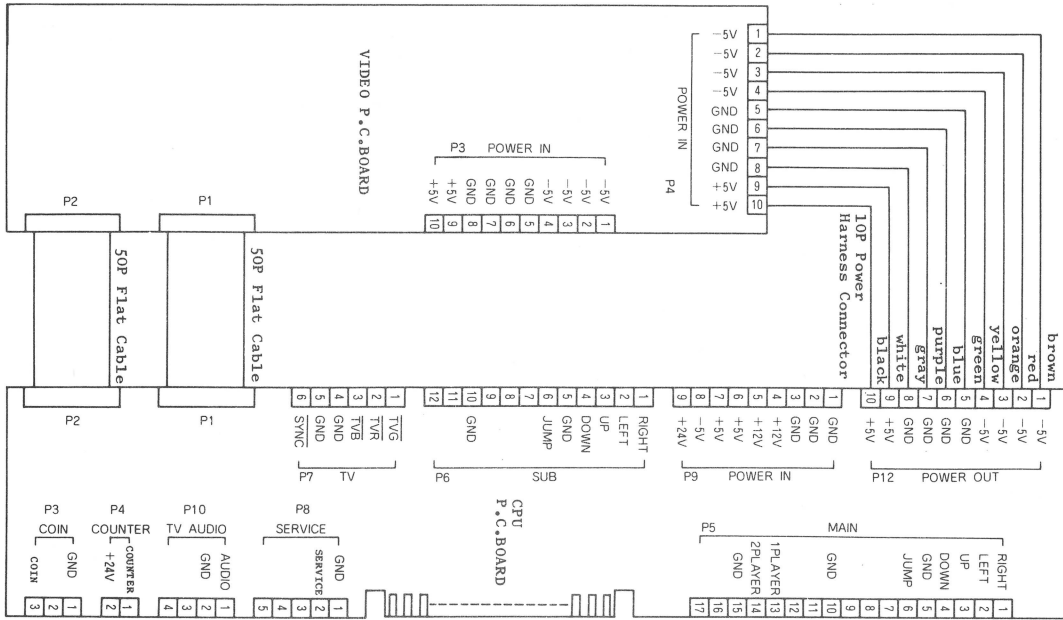 VIDEO P.C.BOARD
P4
POWER IN
1 -5V
2 -5V
3 -5V
4 -5V
5 GND
6 GND
7 GND
8 GND
9 +5V
10 +5V
P3 POWER IN
10 +5V
9 +5V
8 GND
7 GND
6 GND
5 GND
4 -5V
3 -5V
2 -5V
1 -5V
P2
P1
50P Flat Cable
50P Flat Cable
10P Power
Harness Connector
black
white
gray
purple
blue
green
yellow
orange
red
brown
P2
P1
6 SYNC
5 GND
4 GND
3 TVB
2 TVR
1 TVG
P7 TV
12
11
10 GND
9
8
7
6 JUMP
5 GND
4 DOWN
3 UP
2 LEFT
1 RIGHT
P6 SUB
9 +24V
8 -5V
7 +5V
6 +5V
5 +12V
4 +12V
3 GND
2 GND
1 GND
P9 POWER IN
10 +5V
9 +5V
8 GND
7 GND
6 GND
5 GND
4 -5V
3 -5V
2 -5V
1 -5V
P12 POWER OUT
CPU
P.C.BOARD
P3
COIN
COIN
GND
3 2 1
P4
COUNTER
+24V
COUNTER
2 1
P10
TV AUDIO
GND
AUDIO
4 3 2 1
P8
SERVICE
SERVICE
GND
5 4 3 2 1
P5 MAIN
17
16
15 GND
14 2PLAYER
13 1PLAYER
12
11
10 GND
9
8
7
6 JUMP
5 GND
4 DOWN
3 UP
2 LEFT
1 RIGHT